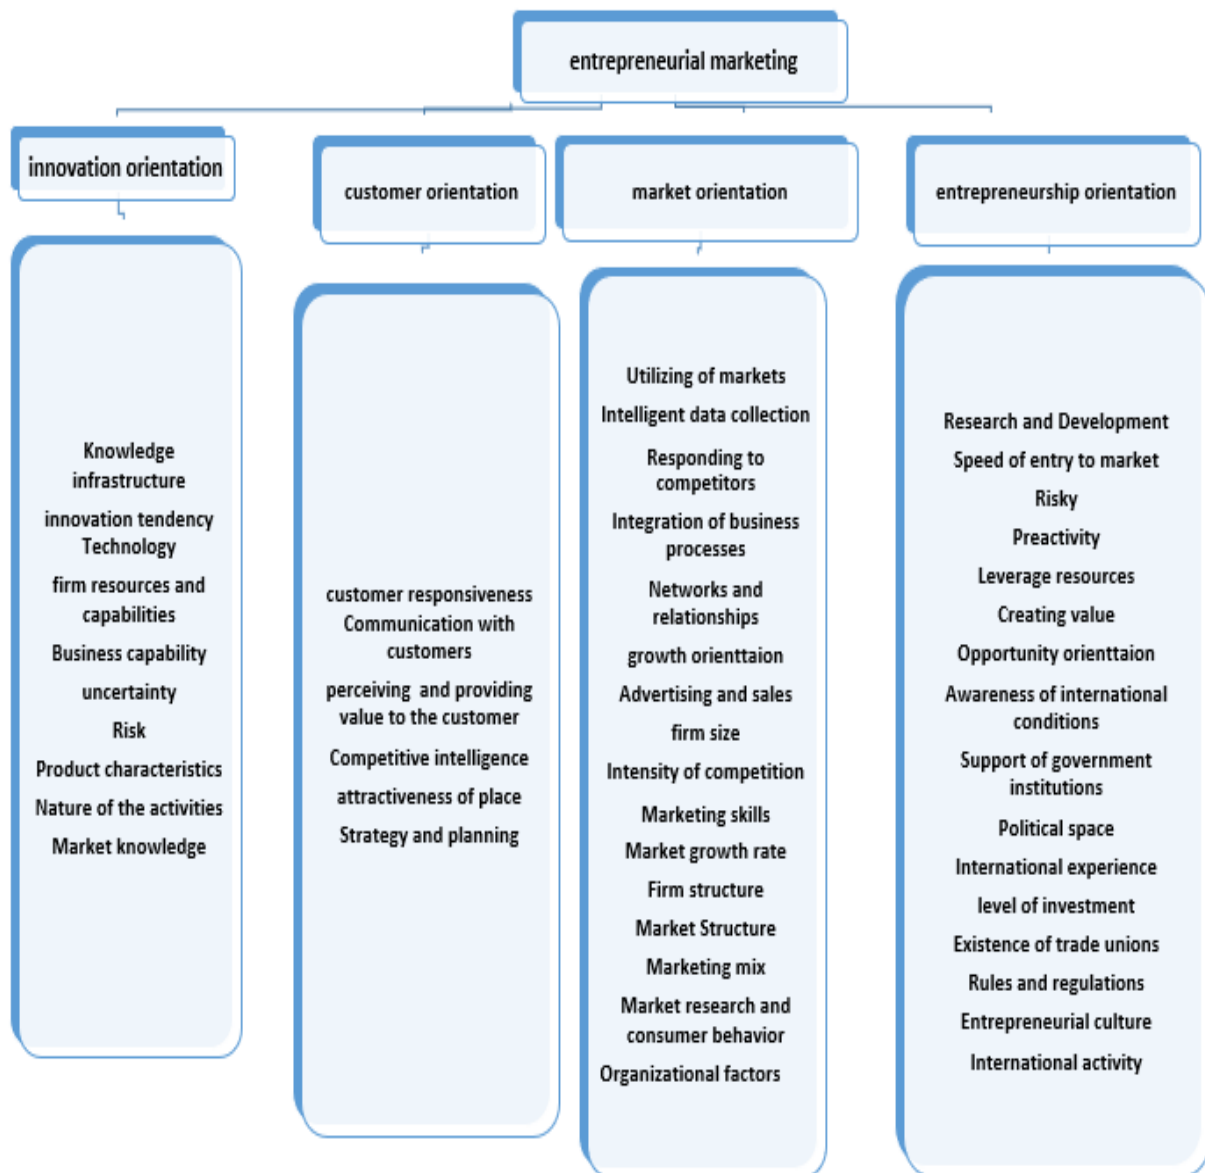 entrepreneurial marketing
innovation orientation
Knowledge
infrastructure
innovation tendency
Technology
firm resources and
capabilities
Business capability
uncertainty
Risk
Product characteristics
Nature of the activities
Market knowledge
customer orientation
customer responsiveness
Communication with
customers
perceiving and providing
value to the customer
Competitive intelligence
attractiveness of place
Strategy and planning
market orientation
Utilizing of markets
Intelligent data collection
Responding to
competitors
Integration of business
processes
Networks and
relationships
growth orienttaion
Advertising and sales
firm size
Intensity of competition
Marketing skills
Market growth rate
Firm structure
Market Structure
Marketing mix
Market research and
consumer behavior
Organizational factors
entrepreneurship orientation
Research and Development
Speed of entry to market
Risky
Preactivity
Leverage resources
Creating value
Opportunity orienttaion
Awareness of international
conditions
Support of government
institutions
Political space
International experience
level of investment
Existence of trade unions
Rules and regulations
Entrepreneurial culture
International activity